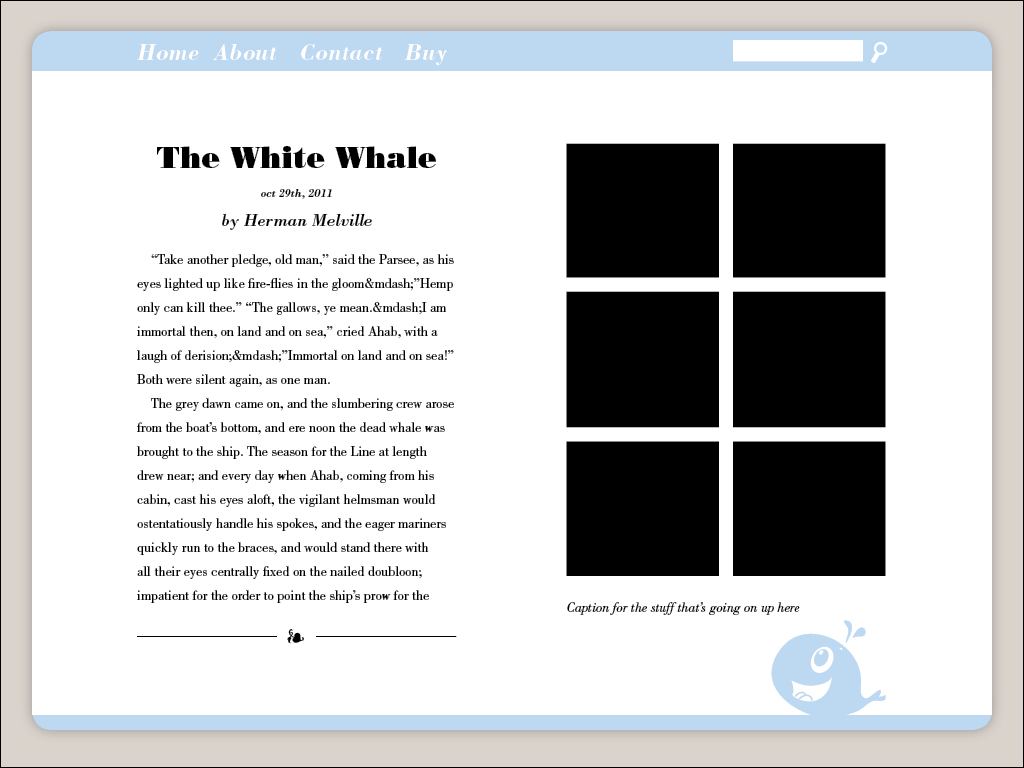 Home About Contact Buy
The White Whale
oct 29th, 2011
by Herman Melville
“Take another pledge, old man,” said the Parsee, as his
eyes lighted up like fire-flies in the gloom&mdash;”Hemp
only can kill thee.” “The gallows, ye mean.&mdash;I am
immortal then, on land and on sea,” cried Ahab, with a
laugh of derision;&mdash;”Immortal on land and on sea!”
Both were silent again, as one man.
The grey dawn came on, and the slumbering crew arose
from the boat’s bottom, and ere noon the dead whale was
brought to the ship. The season for the Line at length
drew near; and every day when Ahab, coming from his
cabin, cast his eyes aloft, the vigilant helmsman would
ostentatiously handle his spokes, and the eager mariners
quickly run to the braces, and would stand there with
all their eyes centrally fixed on the nailed doubloon;
impatient for the order to point the ship’s prow for the
Caption for the stuff that’s going on up here